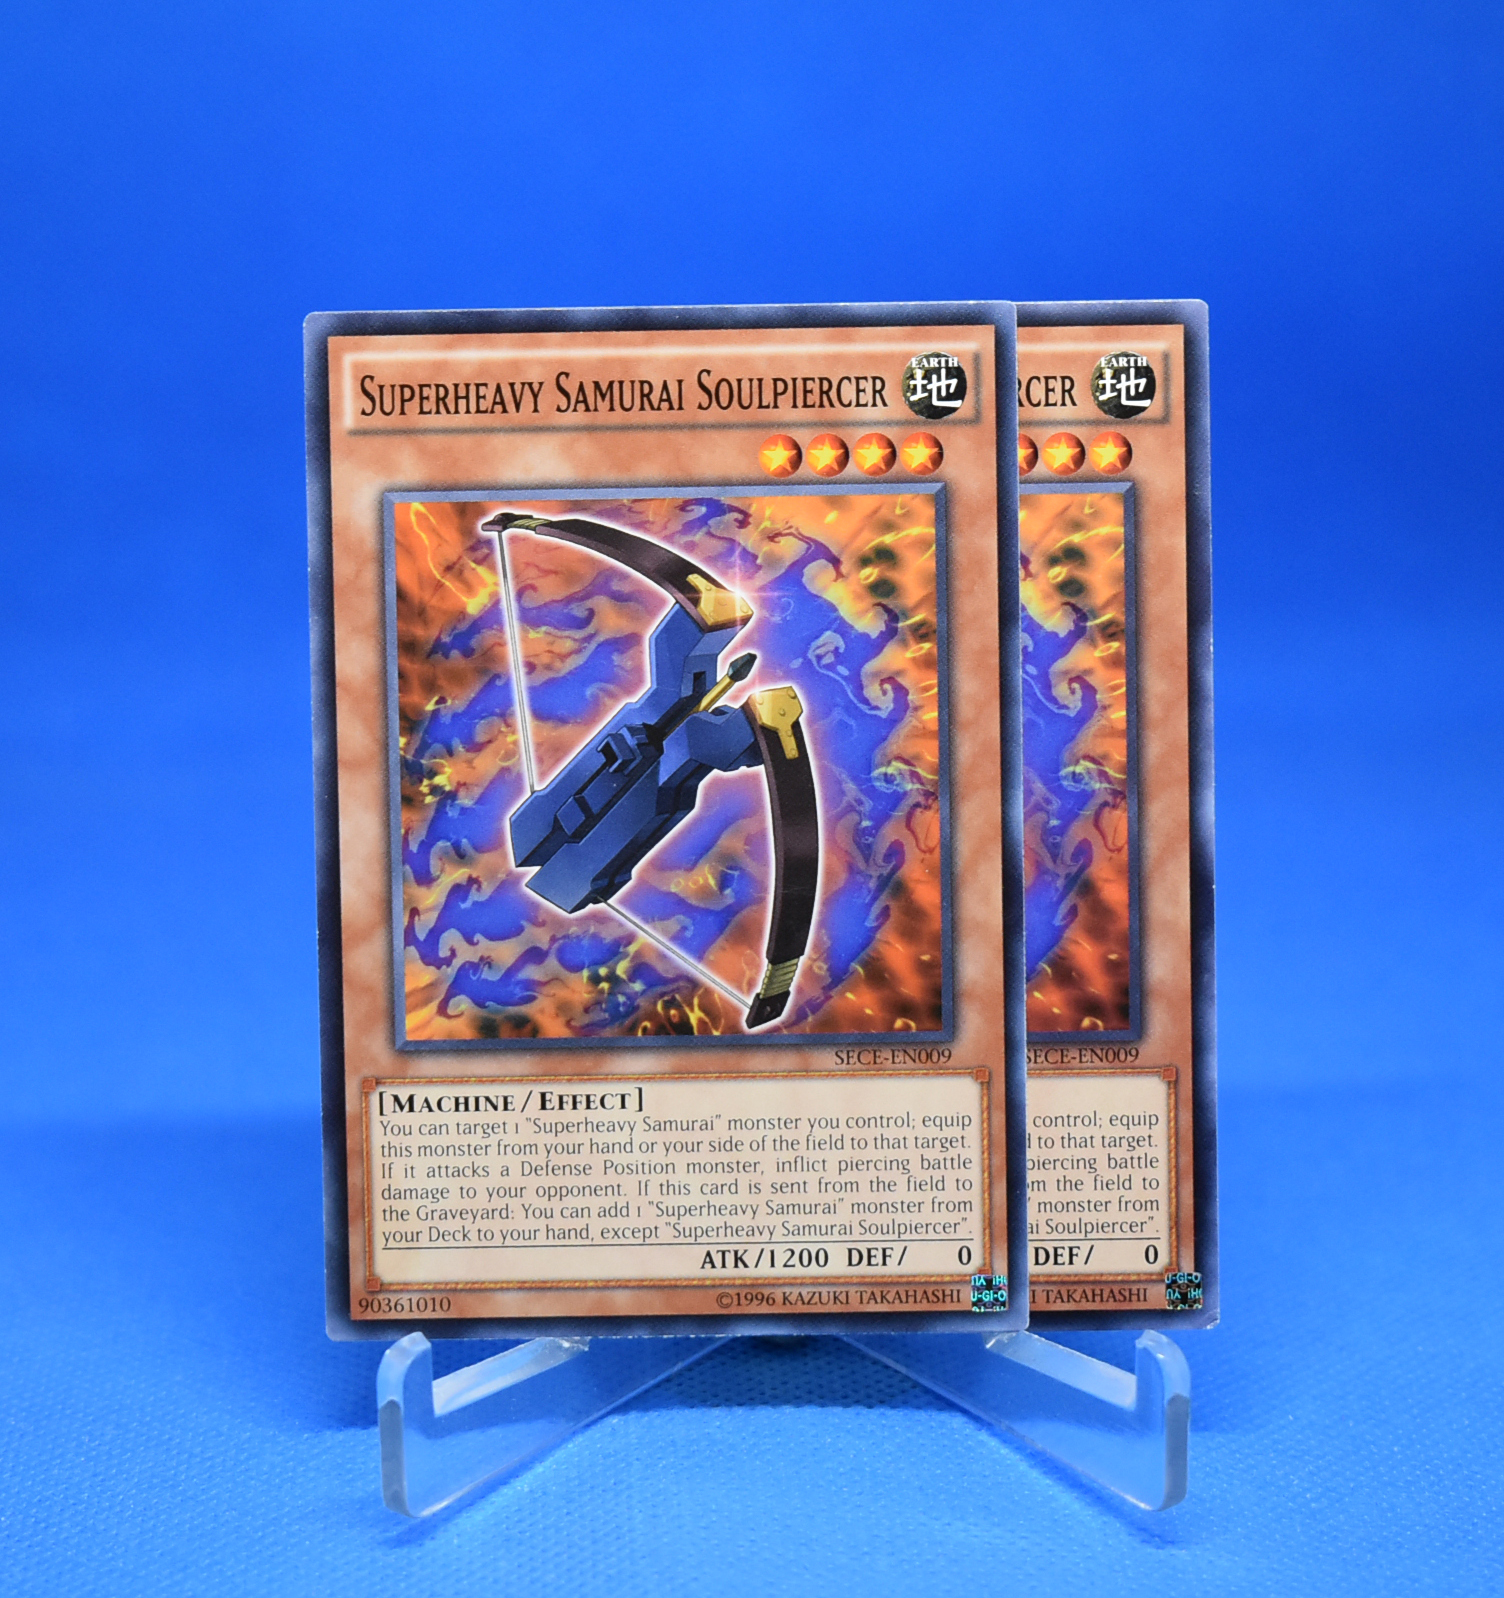 SUPERHEAVY SAMURAI SOULPIERCER
EARTH
地
SECE-EN009
[MACHINE/EFFECT]
You can target 1 "Superheavy Samurai" monster you control; equip
this monster from your hand or your side of the field to that target.
If it attacks a Defense Position monster, inflict piercing battle
damage to your opponent. If this card is sent from the field to
the Graveyard: You can add 1 "Superheavy Samurai" monster from
your Deck to your hand, except "Superheavy Samurai Soulpiercer".
ATK/1200 DEF/ 0
90361010
©1996 KAZUKI TAKAHASHI
RCER
EARTH
地
SECE-EN009
control; equip
to that target.
piercing battle
the field to
" monster from
ai Soulpiercer".
DEF/ 0
I TAKAHASHI